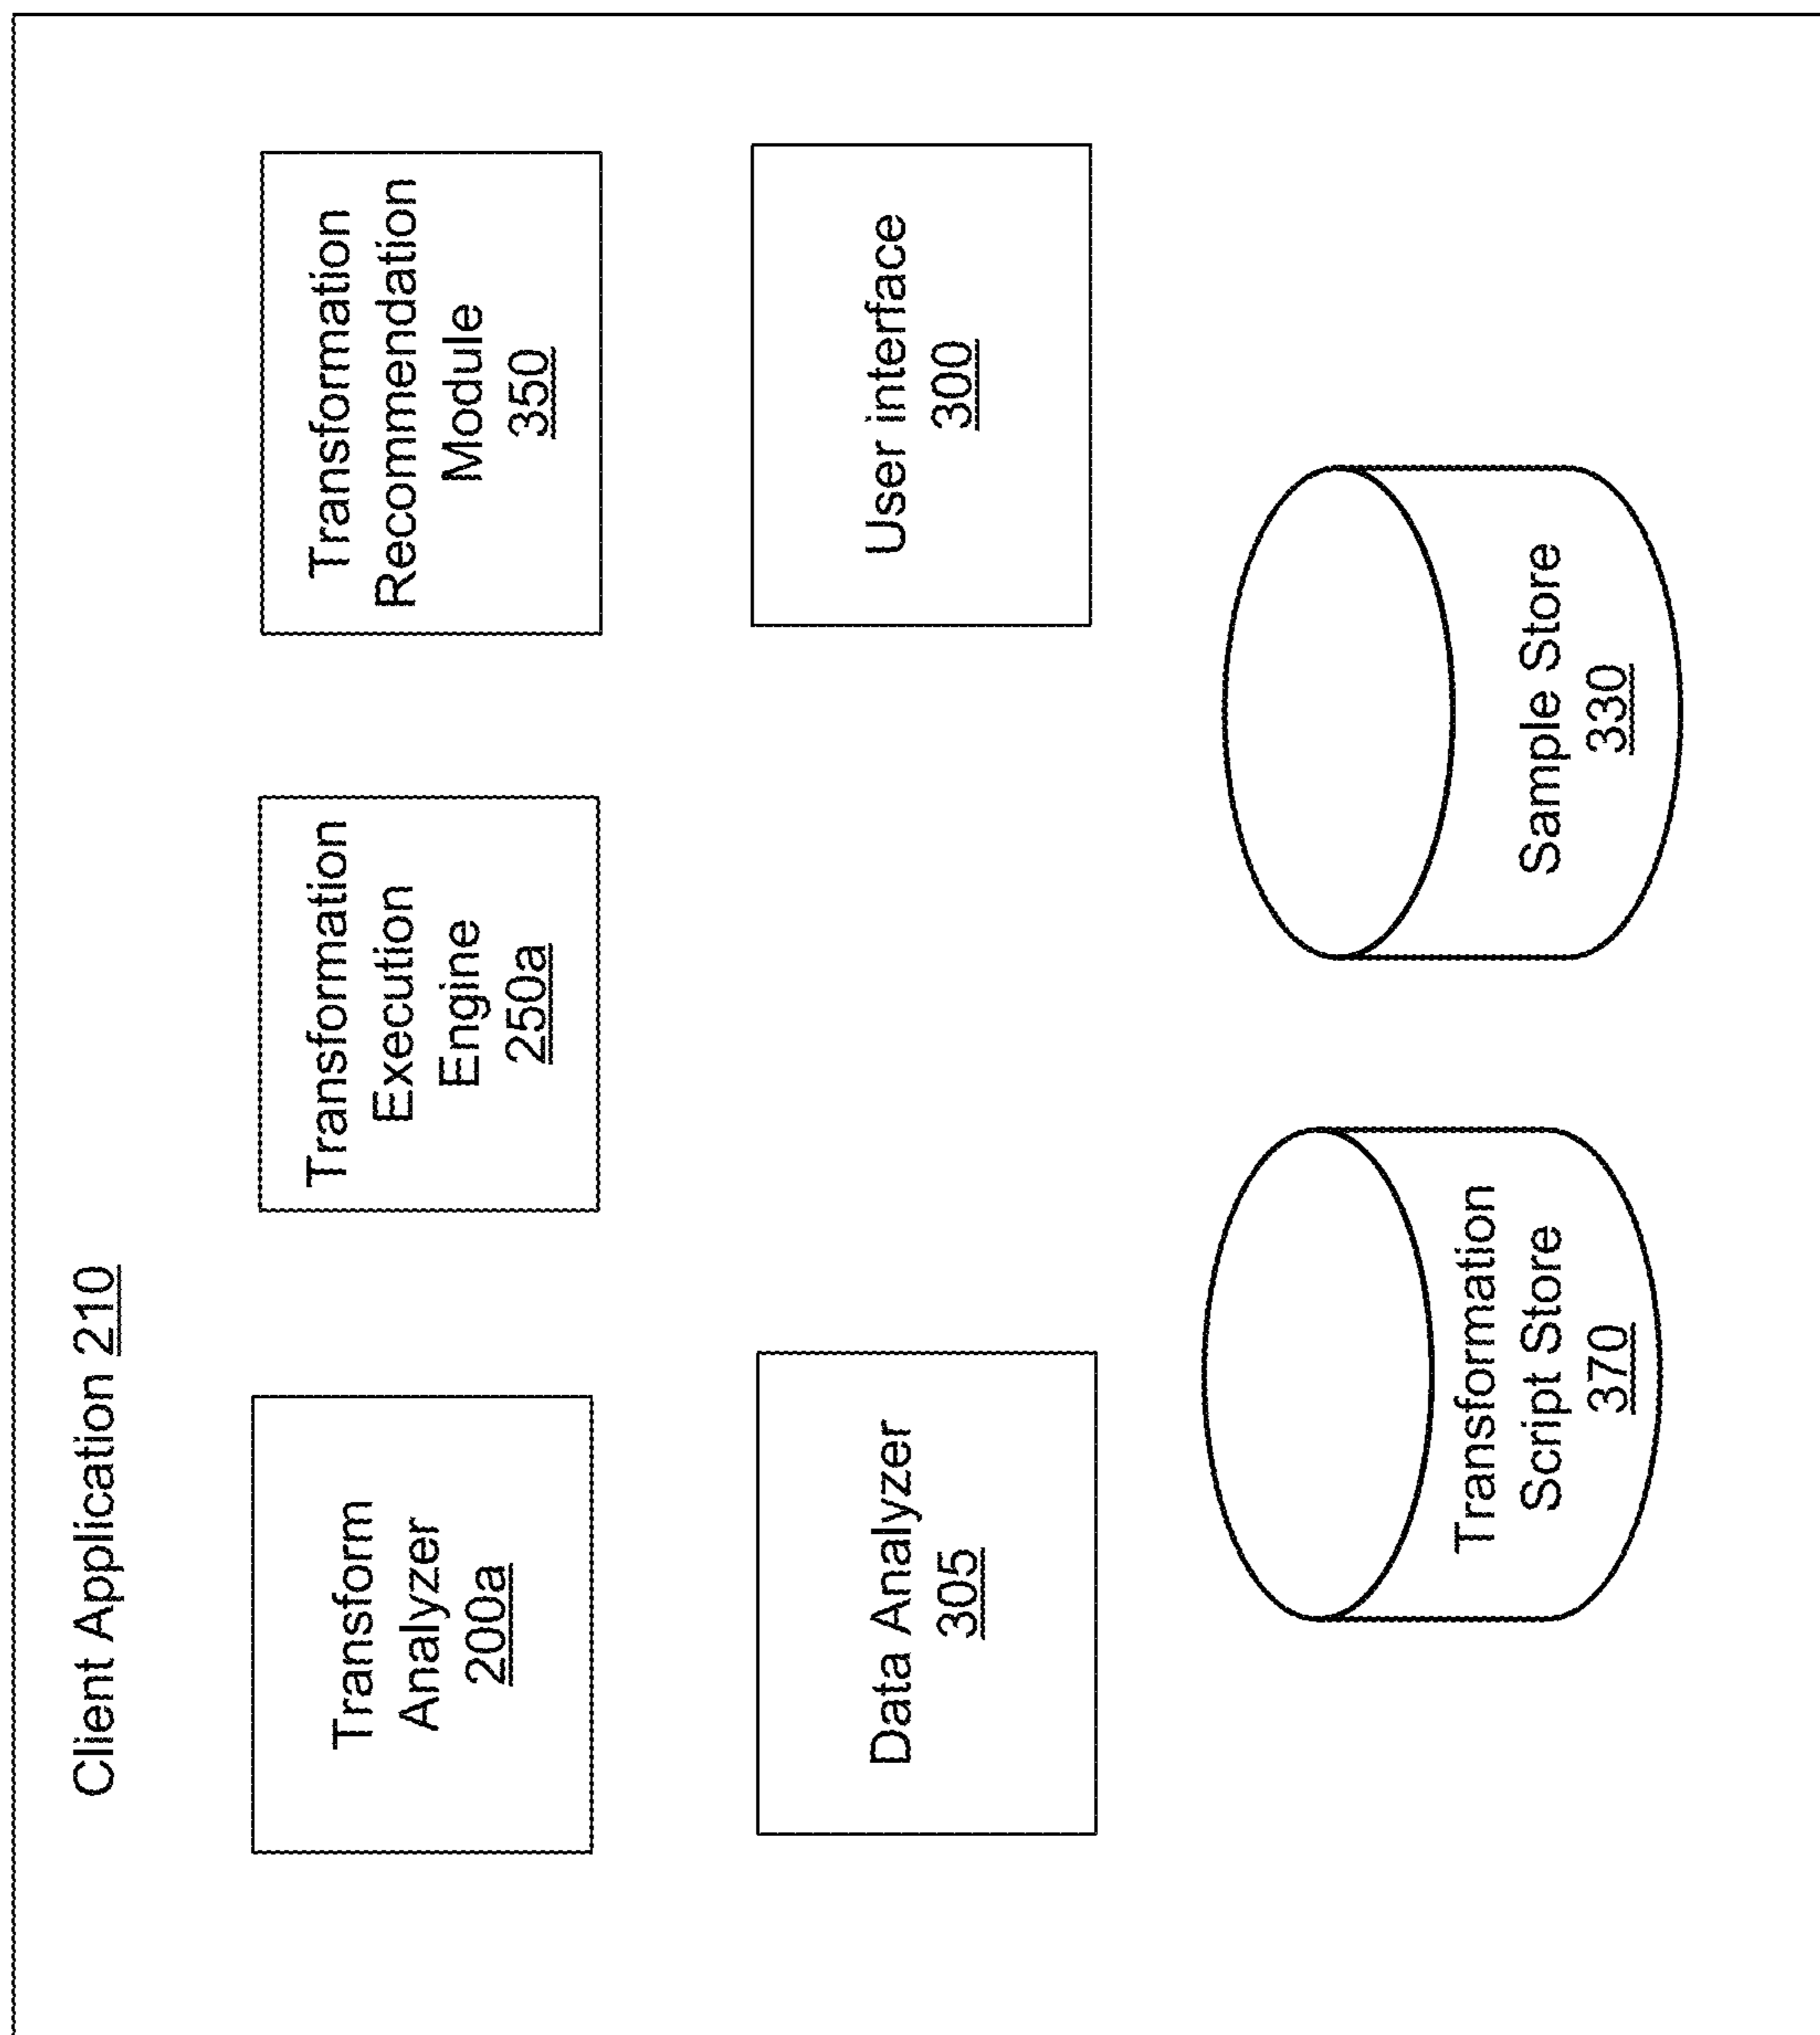 Client Application 210
Transform
Analyzer
200a
Transformation
Execution
Engine
250a
Transformation
Recommendation
Module
350
Data Analyzer
305
User interface
300
Transformation
Script Store
370
Sample Store
330